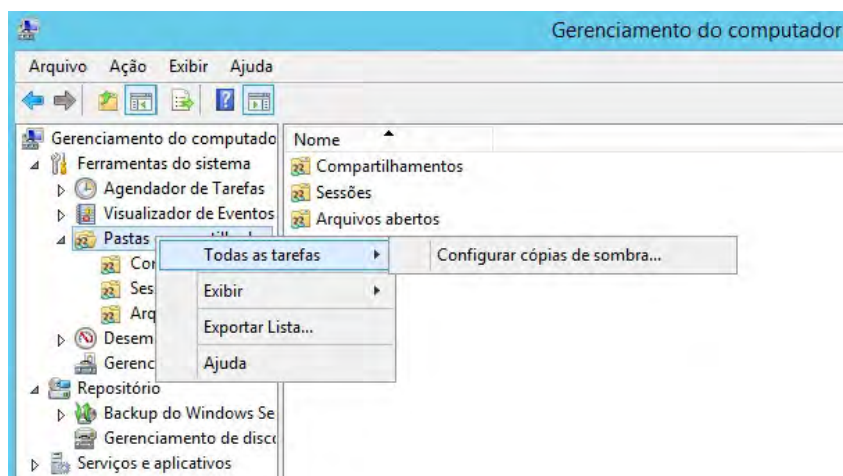 Gerenciamento do computador
Arquivo Ação Exibir Ajuda
Gerenciamento do computado
Ferramentas do sistema
Agendador de Tarefas
Visualizador de Eventos
Pastas
Com
Ses
Arq
Desem
Gerenc
Repositório
Backup do Windows Se
Gerenciamento de disco
Serviços e aplicativos
Nome
Compartilhamentos
Sessões
Arquivos abertos
Todas as tarefas
Exibir
Exportar Lista...
Ajuda
Configurar cópias de sombra...